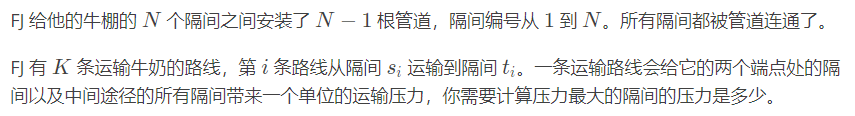 FJ 给他的牛棚的 N 个隔间之间安装了 N − 1 根管道，隔间编号从 1 到 N。所有隔间都被管道连通了。
FJ 有 K 条运输牛奶的路线，第 i 条路线从隔间 s_i 运输到隔间 t_i。一条运输路线会给它的两个端点处的隔
间以及中间途径的所有隔间带来一个单位的运输压力，你需要计算压力最大的隔间的压力是多少。